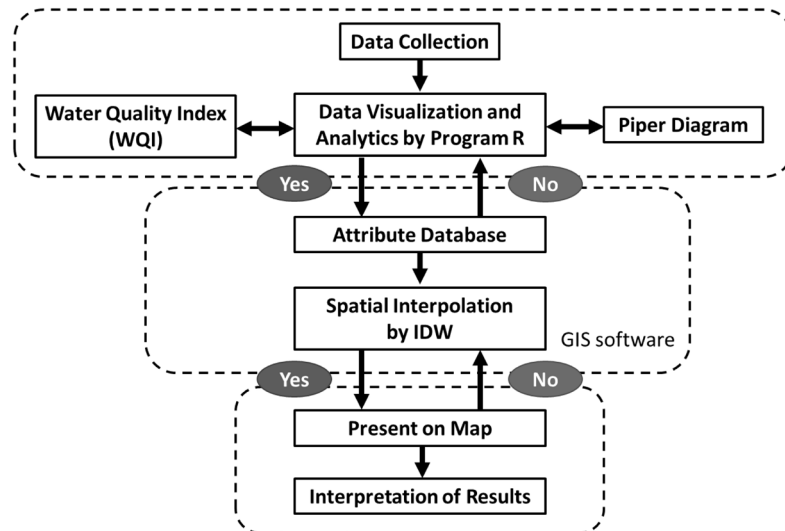 Data Collection
Water Quality Index
(WQI)
Data Visualization and
Analytics by Program R
Piper Diagram
Yes
No
Attribute Database
Spatial Interpolation
by IDW
GIS software
Yes
No
Present on Map
Interpretation of Results